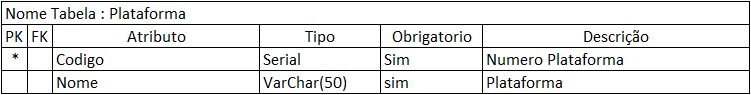 Nome Tabela : Plataforma
PK FK Atributo Tipo Obrigatorio Descrição
* Codigo Serial Sim Numero Plataforma
Nome VarChar(50) sim Plataforma